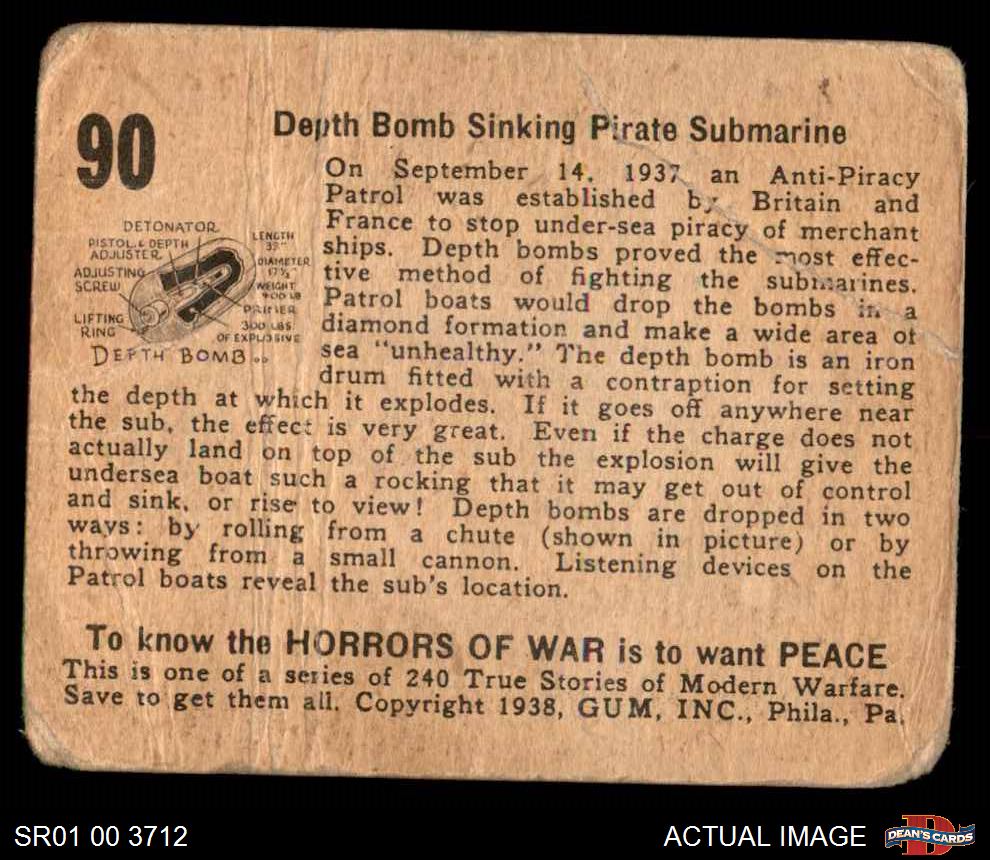 90
Depth Bomb Sinking Pirate Submarine
On September 14, 1937 an Anti-Piracy
Patrol was established by Britain and
France to stop under-sea piracy of merchant
ships. Depth bombs proved the most effec-
tive method of fighting the submarines.
Patrol boats would drop the bombs in a
diamond formation and make a wide area of
sea "unhealthy." The depth bomb is an iron
drum fitted with a contraption for setting
the depth at which it explodes. If it goes off anywhere near
the sub, the effect is very great. Even if the charge does not
actually land on top of the sub the explosion will give the
undersea boat such a rocking that it may get out of control
and sink, or rise to view! Depth bombs are dropped in two
ways: by rolling from a chute (shown in picture) or by
throwing from a small cannon. Listening devices on the
Patrol boats reveal the sub's location.
DETONATOR
PISTOL & DEPTH
ADJUSTER
ADJUSTING
SCREW
LIFTING
RING
LENGTH
DIAMETER
WEIGHT
PRIMER
300 LBS
OF EXPLOSIVE
DEPTH BOMB..
To know the HORRORS OF WAR is to want PEACE
This is one of a series of 240 True Stories of Modern Warfare.
Save to get them all. Copyright 1938, GUM, INC., Phila., Pa.
SR01 00 3712
ACTUAL IMAGE
DEAN'S CARDS